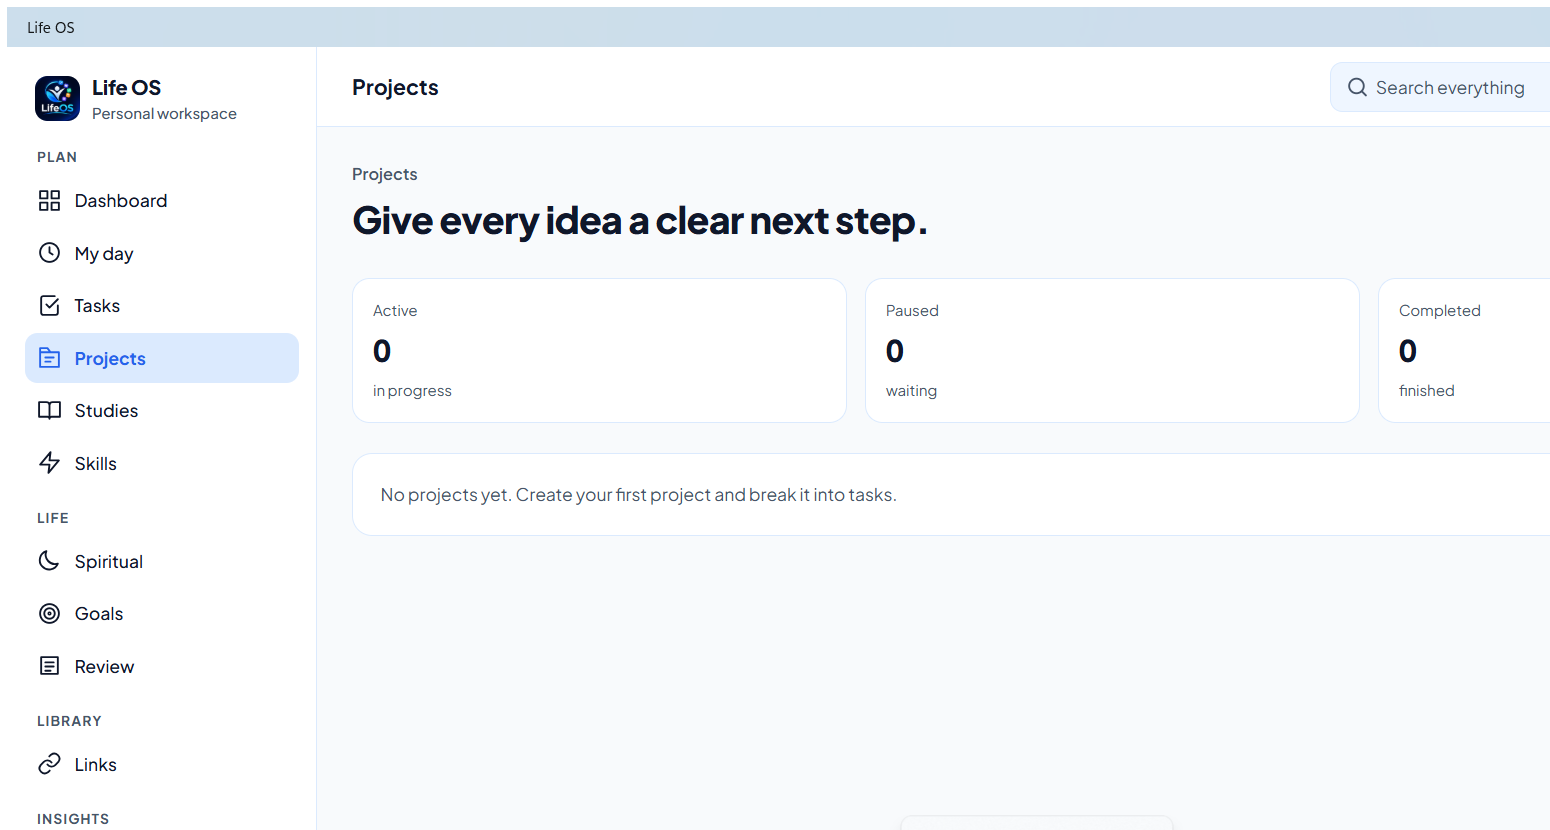 Life OS
LifeOS
Life OS
Personal workspace
PLAN
Dashboard
My day
Tasks
Projects
Studies
Skills
LIFE
Spiritual
Goals
Review
LIBRARY
Links
INSIGHTS
Projects
Search everything
Projects
Give every idea a clear next step.
Active
0
in progress
Paused
0
waiting
Completed
0
finished
No projects yet. Create your first project and break it into tasks.